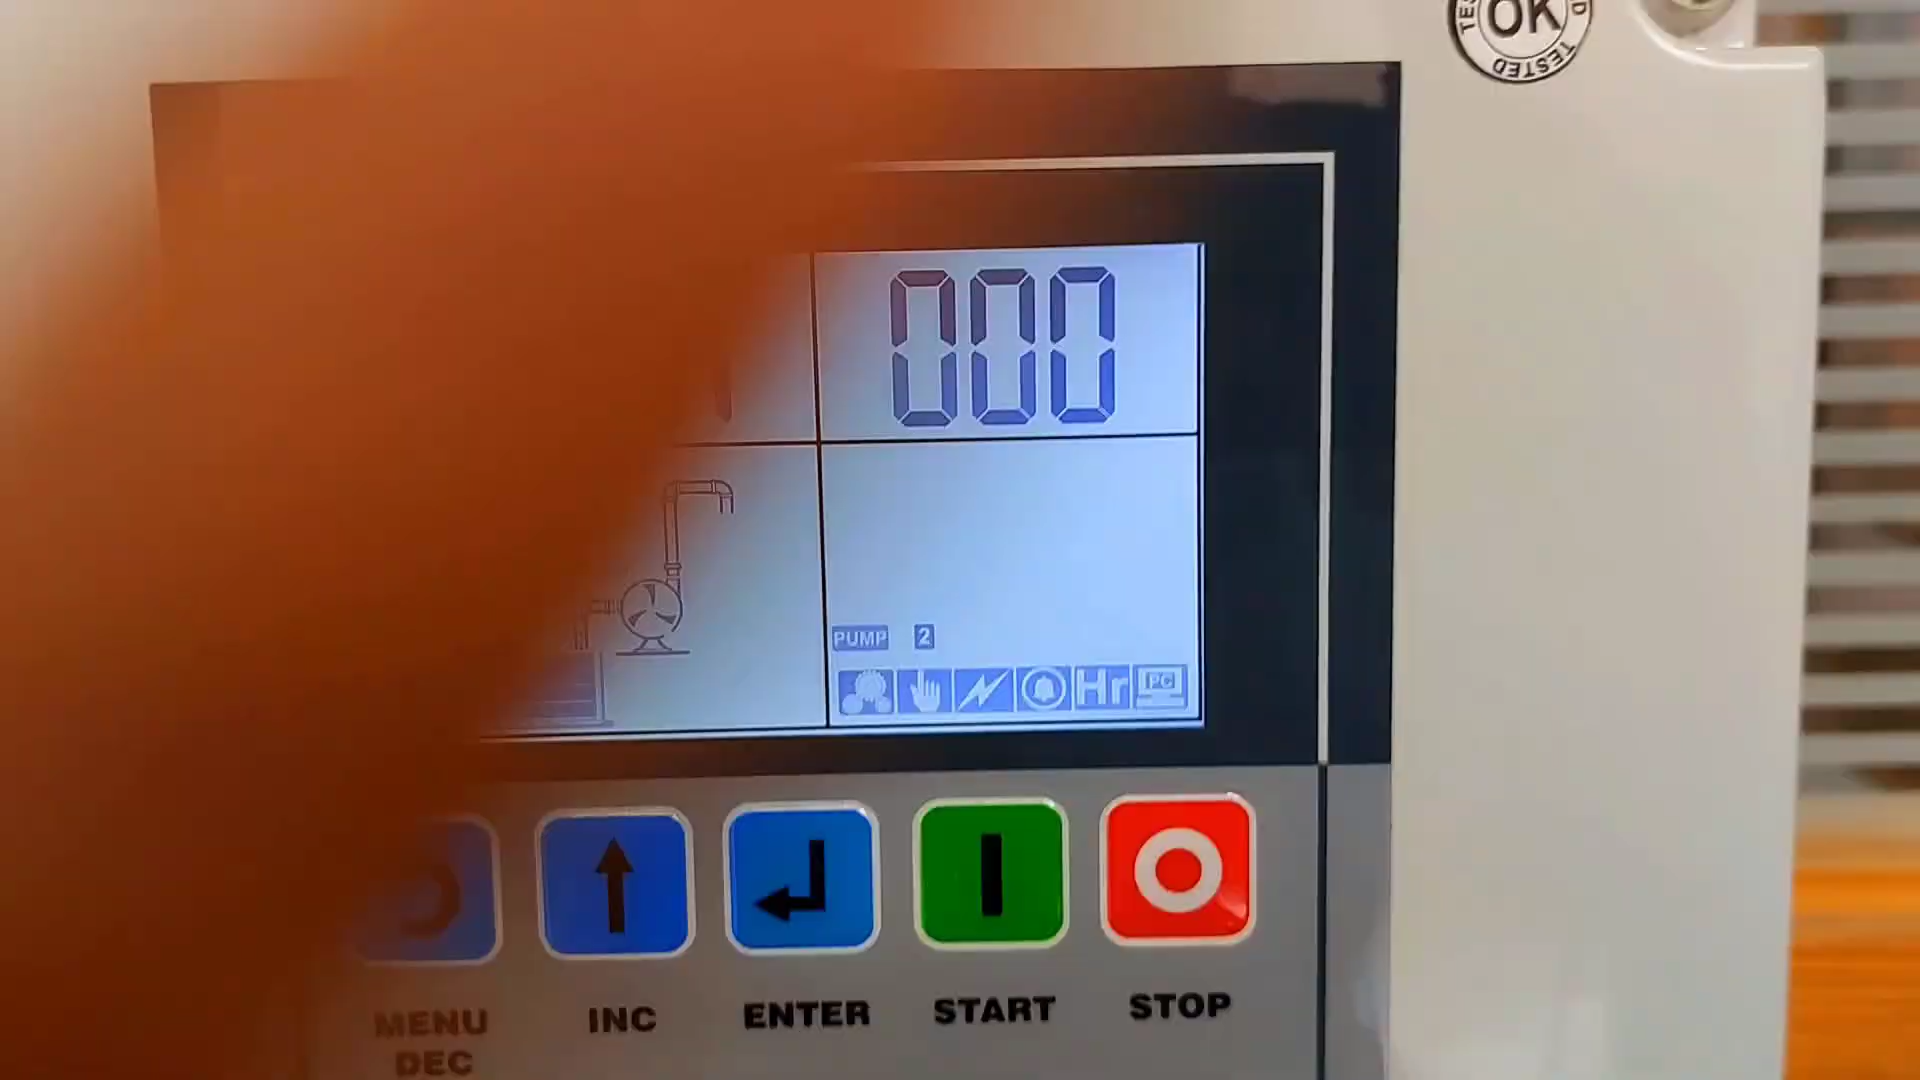 OK
TESTED
000
PUMP 2
Hr
PC
MENU INC ENTER START STOP
DEC